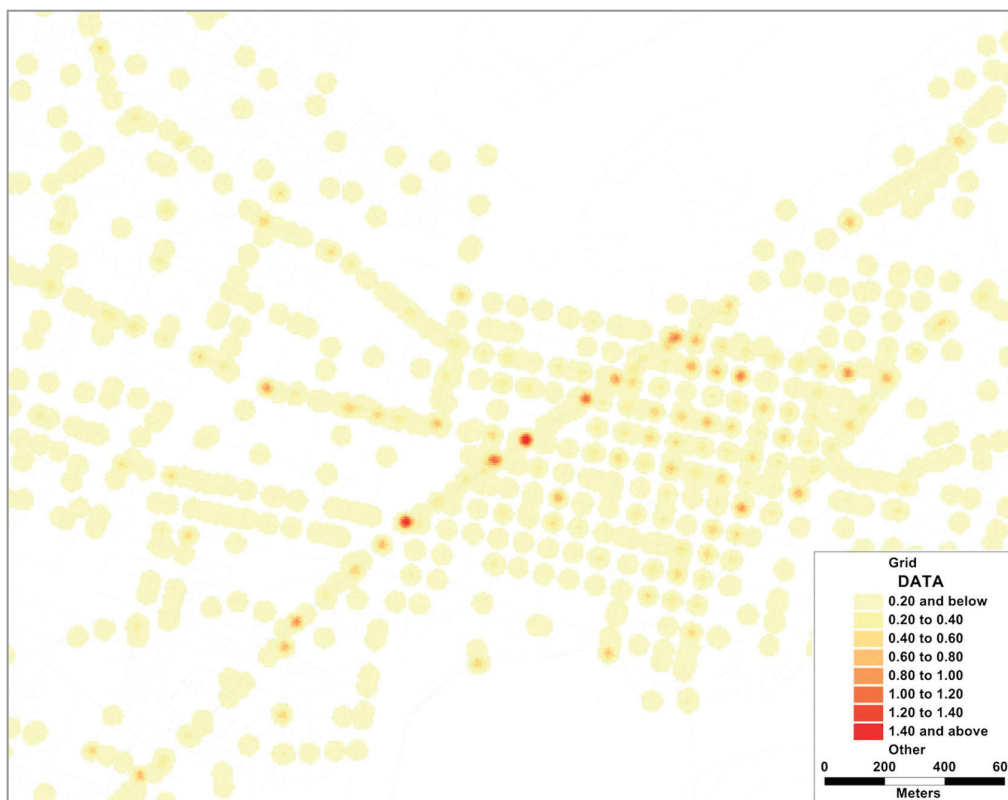 Grid
DATA
0.20 and below
0.20 to 0.40
0.40 to 0.60
0.60 to 0.80
0.80 to 1.00
1.00 to 1.20
1.20 to 1.40
1.40 and above
Other
0 200 400 60
Meters